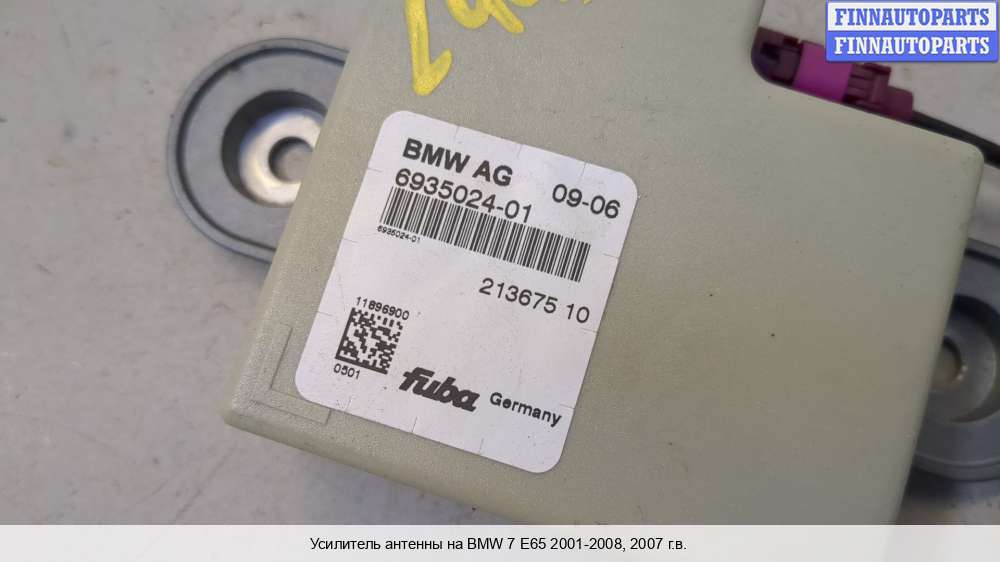 FINNAUTOPARTS
FINNAUTOPARTS
BMW AG 09-06
6935024-01
6935024-01
213675 10
11896900
0501
fuba Germany
Усилитель антенны на BMW 7 E65 2001-2008, 2007 г.в.